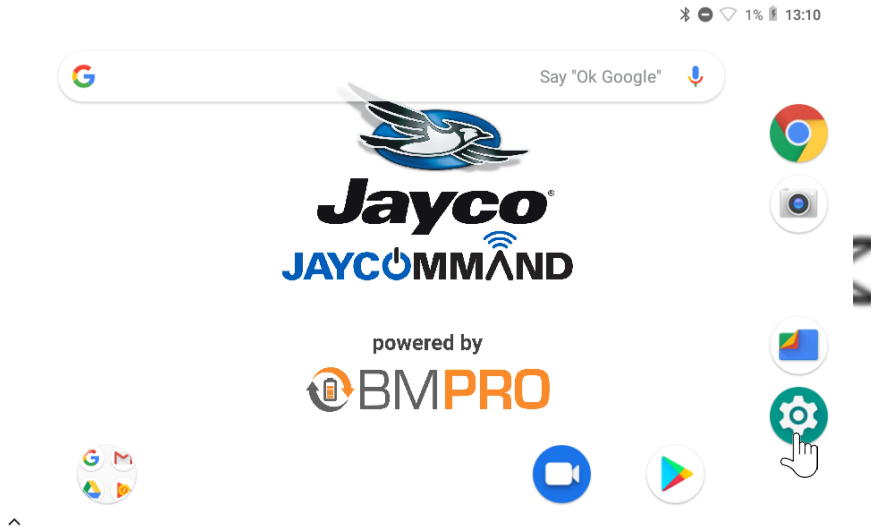 1% 13:10
Say "Ok Google"
Jayco®
JAYCOMMAND
powered by
BMPRO